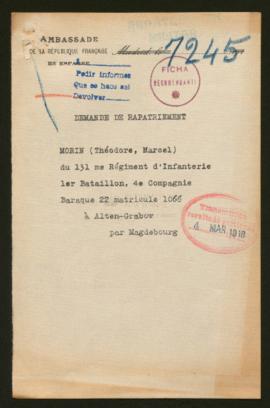 AMBASSADE
DE LA RÉPUBLIQUE FRANÇAISE
EN ESPAGNE
Madrid, le
7245
A
Pedir informes
Que se haga así
Devolver
FICHA
DEMANDE DE RAPATRIEMENT
MORIN (Théodore, Marcel)
du 131 me Régiment d'Infanterie
1er Bataillon, 4e Compagnie
Baraque 22 matricule 1066
à Alten-Grabow
par Magdebourg
4 MAR 1918